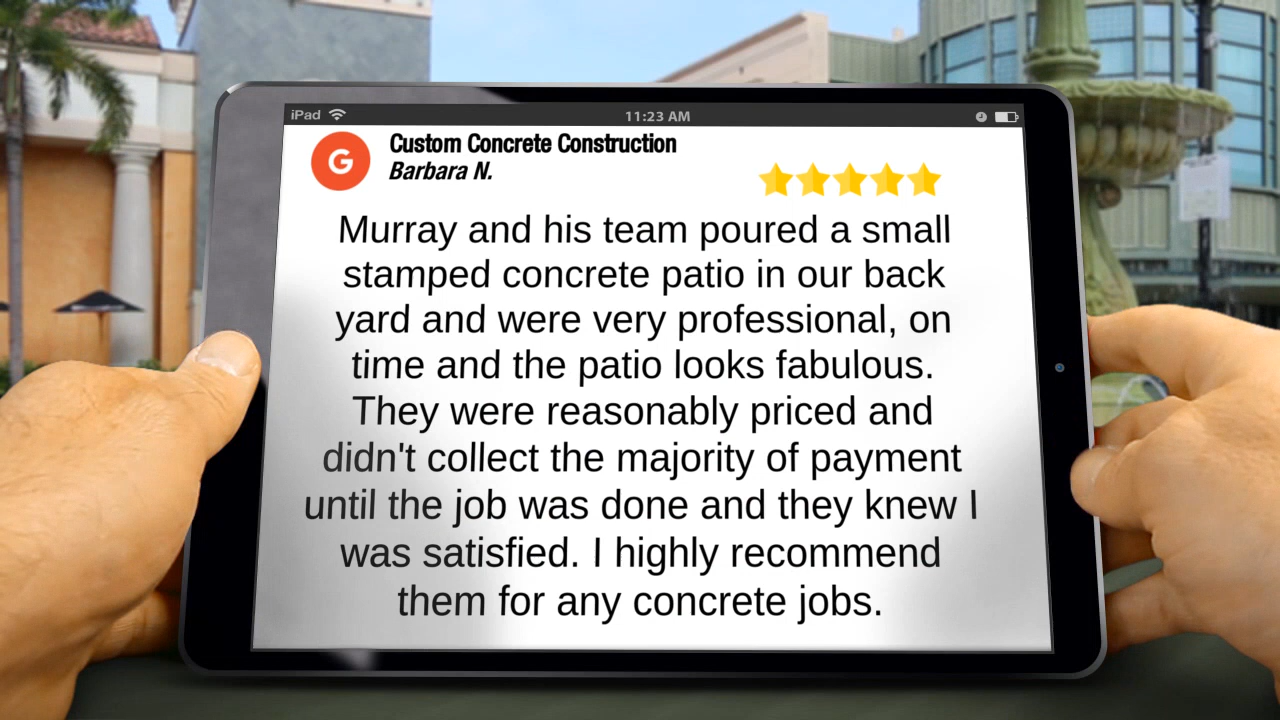 iPad 11:23 AM
G
Custom Concrete Construction
Barbara N.
Murray and his team poured a small
stamped concrete patio in our back
yard and were very professional, on
time and the patio looks fabulous.
They were reasonably priced and
didn't collect the majority of payment
until the job was done and they knew I
was satisfied. I highly recommend
them for any concrete jobs.